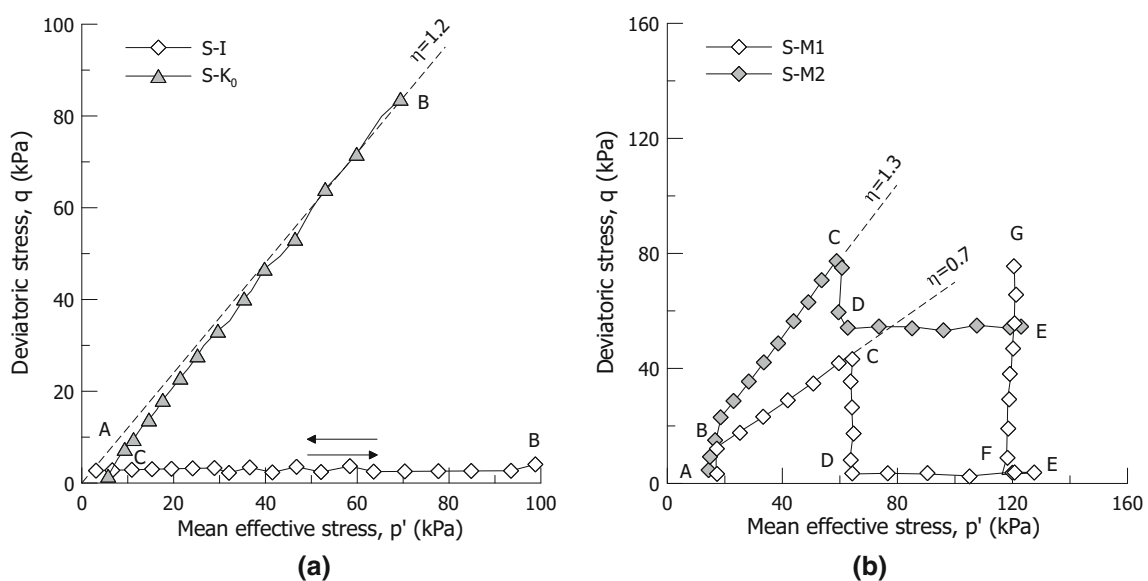 100
80
60
40
20
0
0
20
40
60
80
100
Deviatoric stress, q (kPa)
Mean effective stress, p' (kPa)
S-I
S-K₀
η=1.2
A
B
C
B
(a)
160
120
80
40
0
0
40
80
120
160
Deviatoric stress, q (kPa)
Mean effective stress, p' (kPa)
S-M1
S-M2
η=1.3
η=0.7
C
G
D
E
C
B
A
D
F
E
(b)